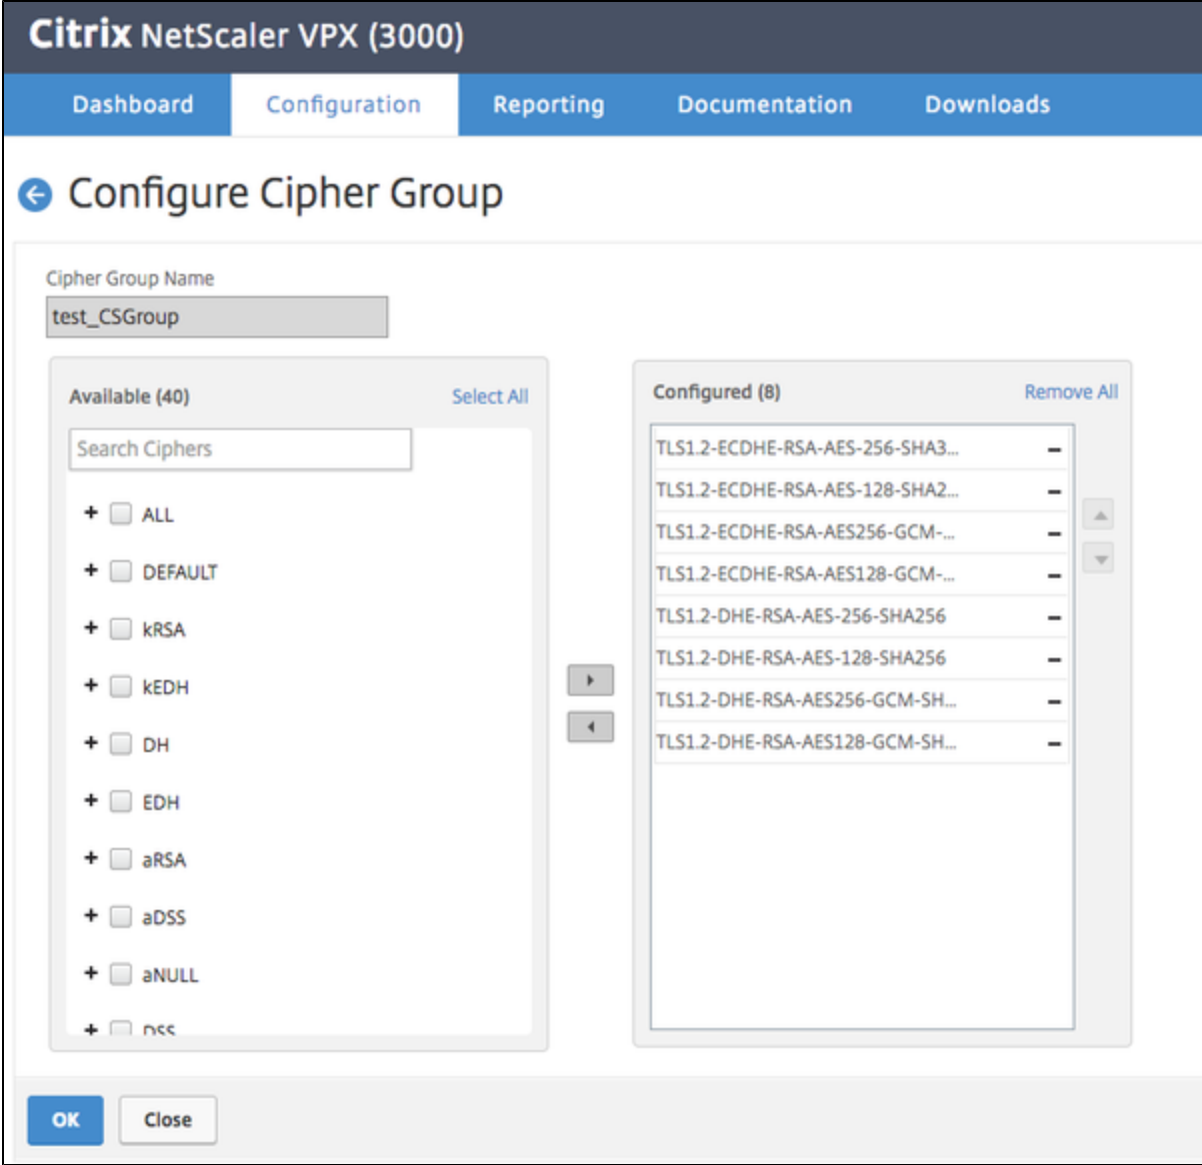 Citrix NetScaler VPX (3000)
Dashboard Configuration Reporting Documentation Downloads
Configure Cipher Group
Cipher Group Name
test_CSGroup
Available (40) Select All
Search Ciphers
+ ALL
+ DEFAULT
+ kRSA
+ kEDH
+ DH
+ EDH
+ aRSA
+ aDSS
+ aNULL
+ DSS
Configured (8) Remove All
TLS1.2-ECDHE-RSA-AES-256-SHA3... –
TLS1.2-ECDHE-RSA-AES-128-SHA2... –
TLS1.2-ECDHE-RSA-AES256-GCM-... –
TLS1.2-ECDHE-RSA-AES128-GCM-... –
TLS1.2-DHE-RSA-AES-256-SHA256 –
TLS1.2-DHE-RSA-AES-128-SHA256 –
TLS1.2-DHE-RSA-AES256-GCM-SH... –
TLS1.2-DHE-RSA-AES128-GCM-SH... –
OK Close